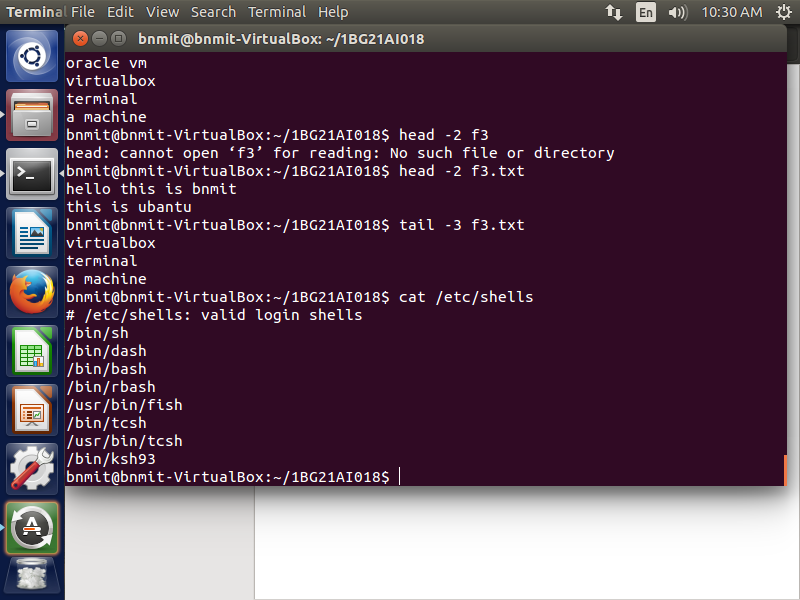 Terminal File Edit View Search Terminal Help En 10:30 AM
bnmit@bnmit-VirtualBox: ~/1BG21AI018
oracle vm
virtualbox
terminal
a machine
bnmit@bnmit-VirtualBox:~/1BG21AI018$ head -2 f3
head: cannot open ‘f3’ for reading: No such file or directory
bnmit@bnmit-VirtualBox:~/1BG21AI018$ head -2 f3.txt
hello this is bnmit
this is ubantu
bnmit@bnmit-VirtualBox:~/1BG21AI018$ tail -3 f3.txt
virtualbox
terminal
a machine
bnmit@bnmit-VirtualBox:~/1BG21AI018$ cat /etc/shells
# /etc/shells: valid login shells
/bin/sh
/bin/dash
/bin/bash
/bin/rbash
/usr/bin/fish
/bin/tcsh
/usr/bin/tcsh
/bin/ksh93
bnmit@bnmit-VirtualBox:~/1BG21AI018$